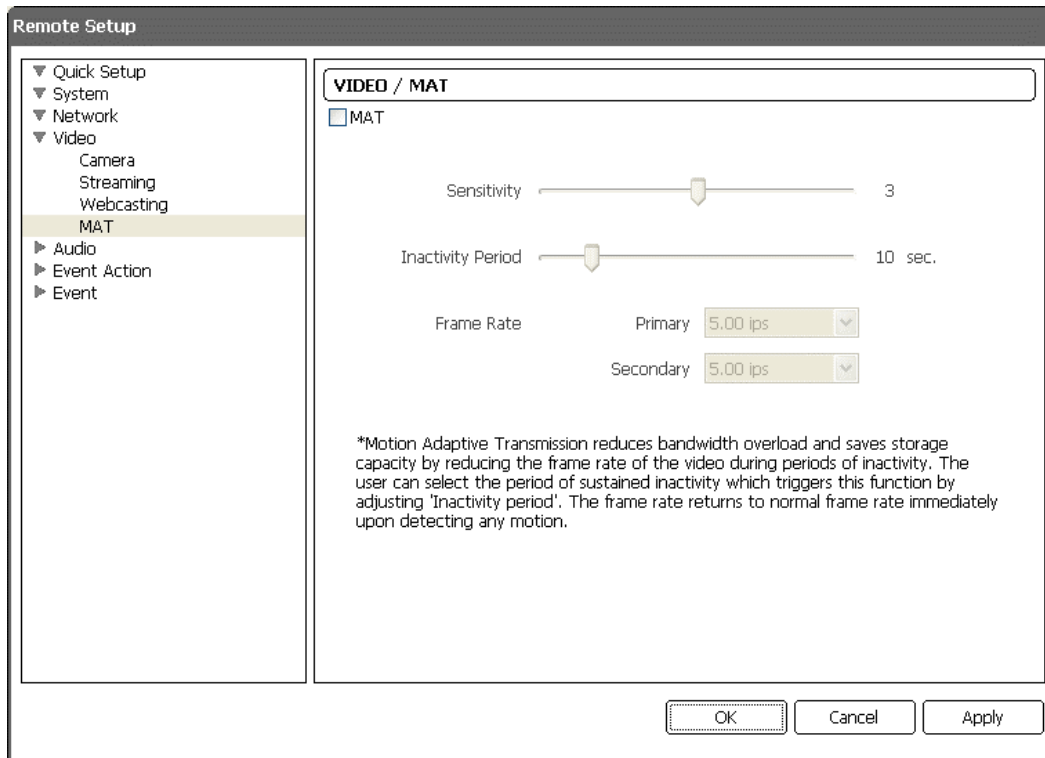 Remote Setup
Quick Setup
System
Network
Video
Camera
Streaming
Webcasting
MAT
Audio
Event Action
Event
VIDEO / MAT
MAT
Sensitivity 3
Inactivity Period 10 sec.
Frame Rate Primary 5.00 ips
Secondary 5.00 ips
*Motion Adaptive Transmission reduces bandwidth overload and saves storage
capacity by reducing the frame rate of the video during periods of inactivity. The
user can select the period of sustained inactivity which triggers this function by
adjusting 'Inactivity period'. The frame rate returns to normal frame rate immediately
upon detecting any motion.
OK Cancel Apply